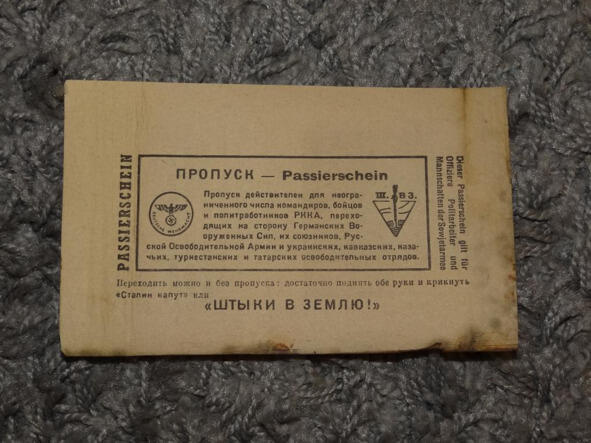 ПРОПУСК — Passierschein
Пропуск действителен для неогра-
ниченного числа командиров, бойцов
и политработников РККА, перехо-
дящих на сторону Германских Во-
оруженных Сил, их союзников, Рус-
ской Освободительной Армии и украинских, кавказских, каза-
чьих, туркестанских и татарских освободительных отрядов.
Ш. В З.
PASSIERSCHEIN
Dieser Passierschein gilt für
Offiziere Politarbeiter und
Mannschaften der Sowjetarmee
Переходить можно и без пропуска: достаточно поднять обе руки и крикнуть
«Сталин капут» или
«ШТЫКИ В ЗЕМЛЮ!»